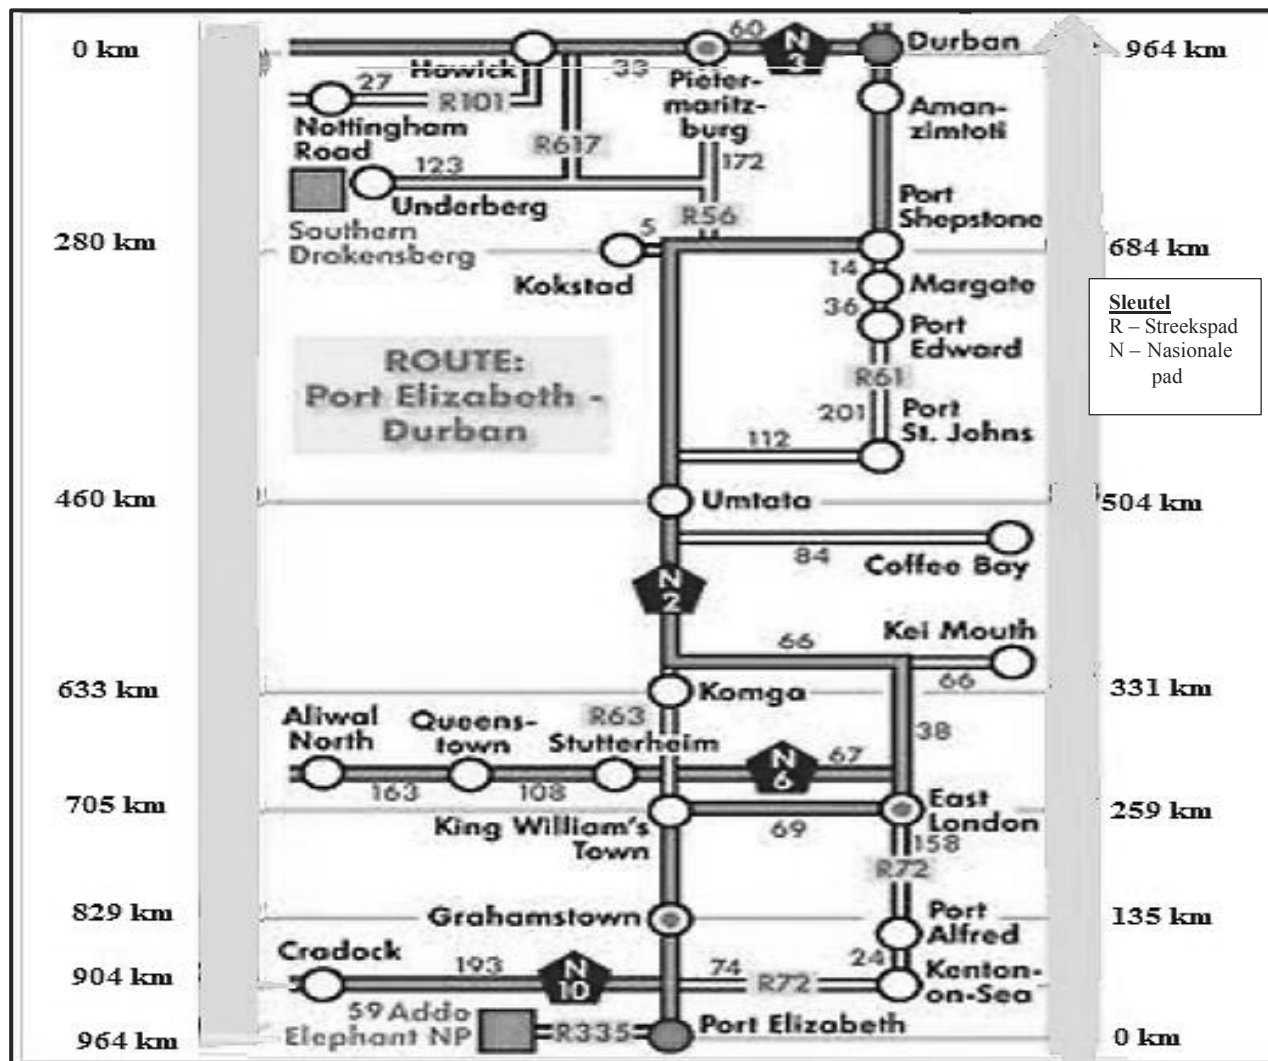 0 km
60
N
3
Durban
964 km
Howick
33
Pieter-
maritz-
burg
27
R101
Aman-
zimtoti
Nottingham
Road
R617
172
123
Underberg
R56
Port
Shepstone
Southern
Drakensberg
280 km
5
Kokstad
684 km
14
Margate
36
Port
Edward
Sleutel
R – Streekspad
N – Nasionale
pad
ROUTE:
Port Elizabeth -
Durban
R61
201
Port
St. Johns
112
460 km
Umtata
504 km
84
Coffee Bay
N
2
Kei Mouth
66
66
633 km
Komga
331 km
Aliwal
North
Queens-
town
R63
Stutterheim
38
N
6
67
163
108
705 km
King William's
Town
69
East
London
259 km
158
R72
829 km
Grahamstown
Port
Alfred
135 km
Cradock
193
N
10
74
R72
24
Kenton-
on-Sea
904 km
59 Addo
Elephant NP
R335
Port Elizabeth
964 km
0 km